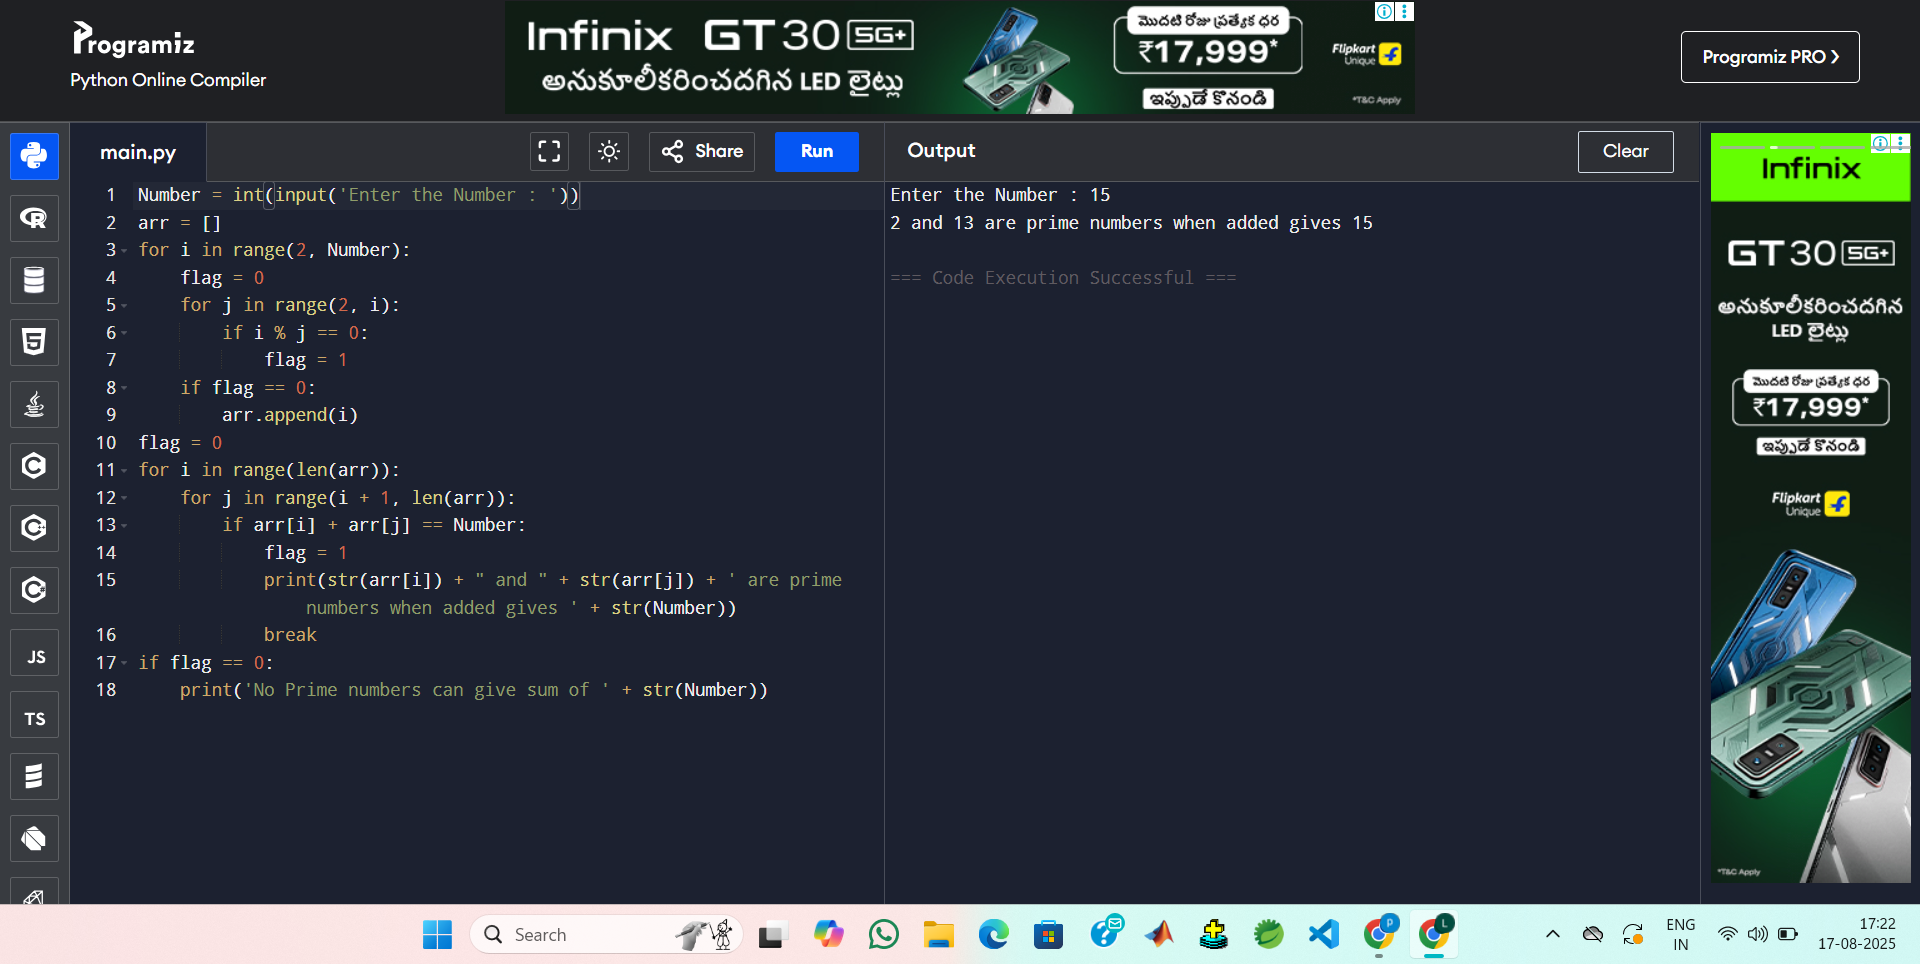 Programiz
Python Online Compiler
Infinix GT 30 5G+
అనుకూలీకరించదగిన LED లైట్లు
మొదటి రోజు ప్రత్యేక ధర
₹17,999*
ఇప్పుడే కొనండి
Flipkart
Unique
*T&C Apply
Programiz PRO ❯
main.py
Share
Run
Output
Clear
1 Number = int(input('Enter the Number : '))
2 arr = []
3 for i in range(2, Number):
4     flag = 0
5     for j in range(2, i):
6         if i % j == 0:
7             flag = 1
8     if flag == 0:
9         arr.append(i)
10 flag = 0
11 for i in range(len(arr)):
12     for j in range(i + 1, len(arr)):
13         if arr[i] + arr[j] == Number:
14             flag = 1
15             print(str(arr[i]) + " and " + str(arr[j]) + ' are prime
numbers when added gives ' + str(Number))
16             break
17 if flag == 0:
18     print('No Prime numbers can give sum of ' + str(Number))
Enter the Number : 15
2 and 13 are prime numbers when added gives 15
=== Code Execution Successful ===
JS
TS
Infinix
GT 30 5G+
అనుకూలీకరించదగిన
LED లైట్లు
మొదటి రోజు ప్రత్యేక ధర
₹17,999*
ఇప్పుడే కొనండి
Flipkart
Unique
*T&C Apply
Search
P
L
ENG
IN
17:22
17-08-2025